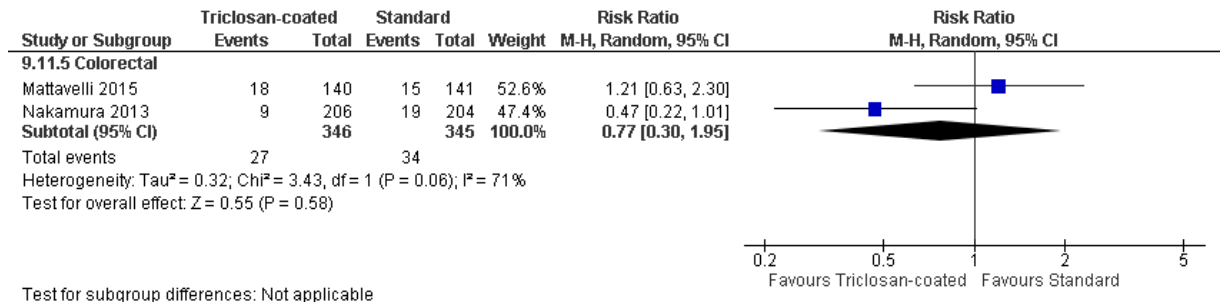 Triclosan-coated Standard Risk Ratio Risk Ratio
Study or Subgroup Events Total Events Total Weight M-H, Random, 95% CI M-H, Random, 95% CI
9.11.5 Colorectal
Mattavelli 2015 18 140 15 141 52.6% 1.21 [0.63, 2.30]
Nakamura 2013 9 206 19 204 47.4% 0.47 [0.22, 1.01]
Subtotal (95% CI) 346 345 100.0% 0.77 [0.30, 1.95]
Total events 27 34
Heterogeneity: Tau² = 0.32; Chi² = 3.43, df = 1 (P = 0.06); I² = 71%
Test for overall effect: Z = 0.55 (P = 0.58)
0.2 0.5 1 2 5
Favours Triclosan-coated Favours Standard
Test for subgroup differences: Not applicable